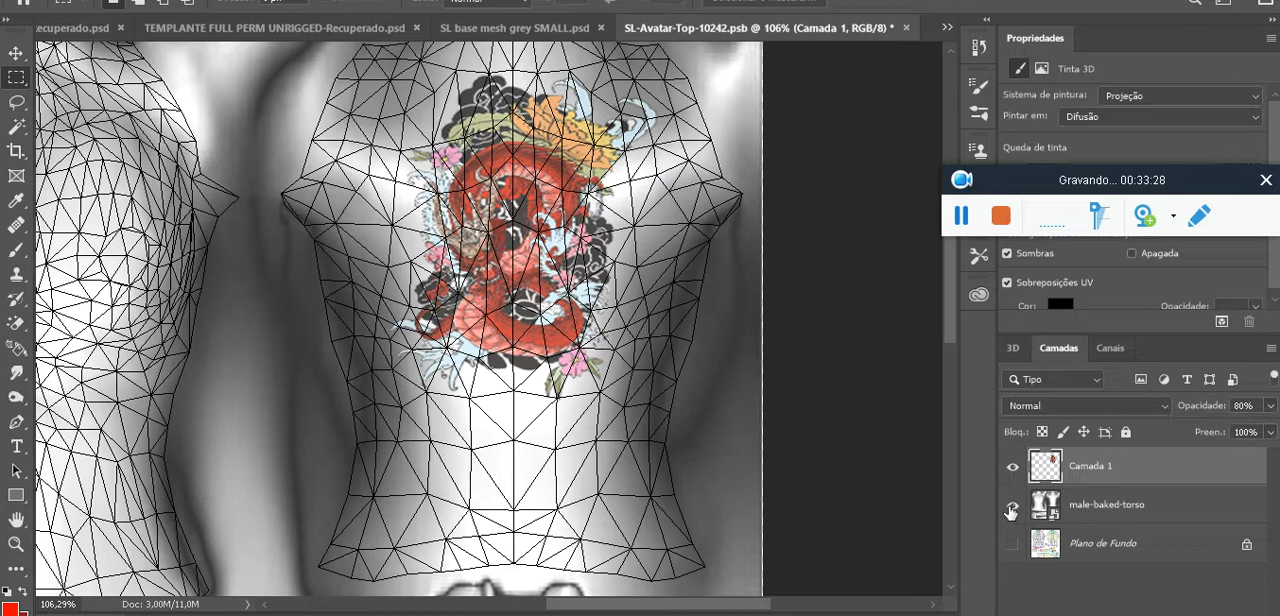 ecuperado.psd × TEMPLANTE FULL PERM UNRIGGED-Recuperado.psd × SL base mesh grey SMALL.psd × SL-Avatar-Top-10242.psb @ 106% (Camada 1, RGB/8) * ×
Propriedades
Tinta 3D
Sistema de pintura: Projeção
Pintar em: Difusão
Queda de tinta
Gravando... 00:33:28
Sombras Apagada
Sobreposições UV
Cor: Opacidade:
3D Camadas Canais
Tipo
Normal Opacidade: 80%
Bloq.: Preen.: 100%
Camada 1
male-baked-torso
Plano de Fundo
106,29% Doc: 3,00M/11,0M